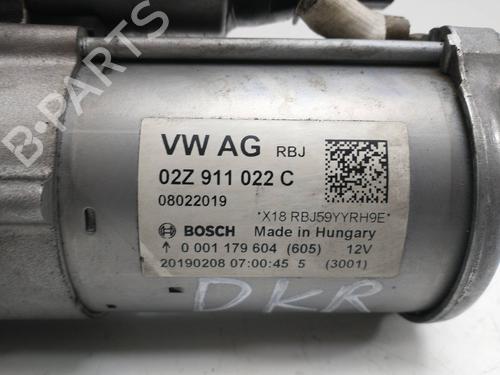 VW AG RBJ
02Z 911 022 C
08022019
*X18 RBJ59YYRH9E*
BOSCH Made in Hungary
↑ 0 001 179 604 (605) 12V
20190208 07:00:45 5 (3001)
DKR
B-PARTS